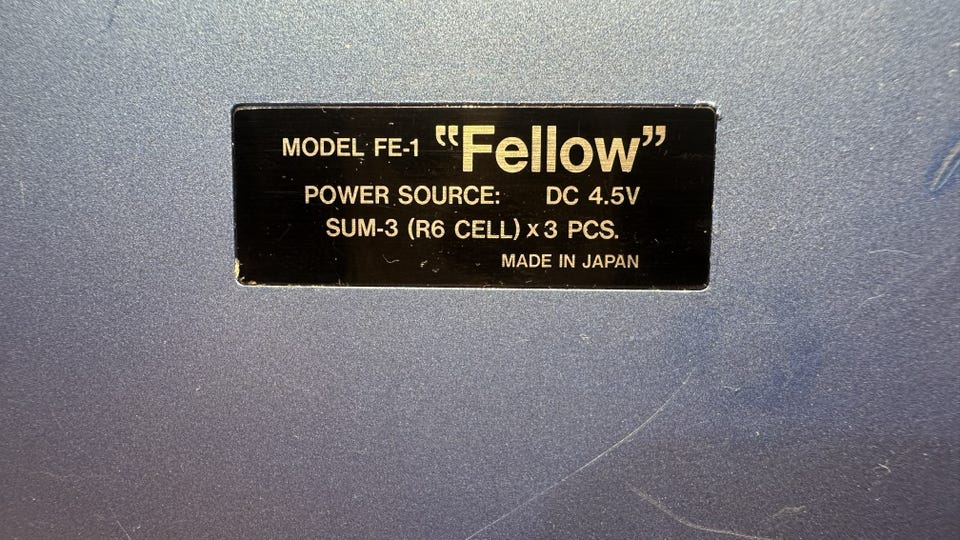 MODEL FE-1 “Fellow”
POWER SOURCE: DC 4.5V
SUM-3 (R6 CELL) x 3 PCS.
MADE IN JAPAN